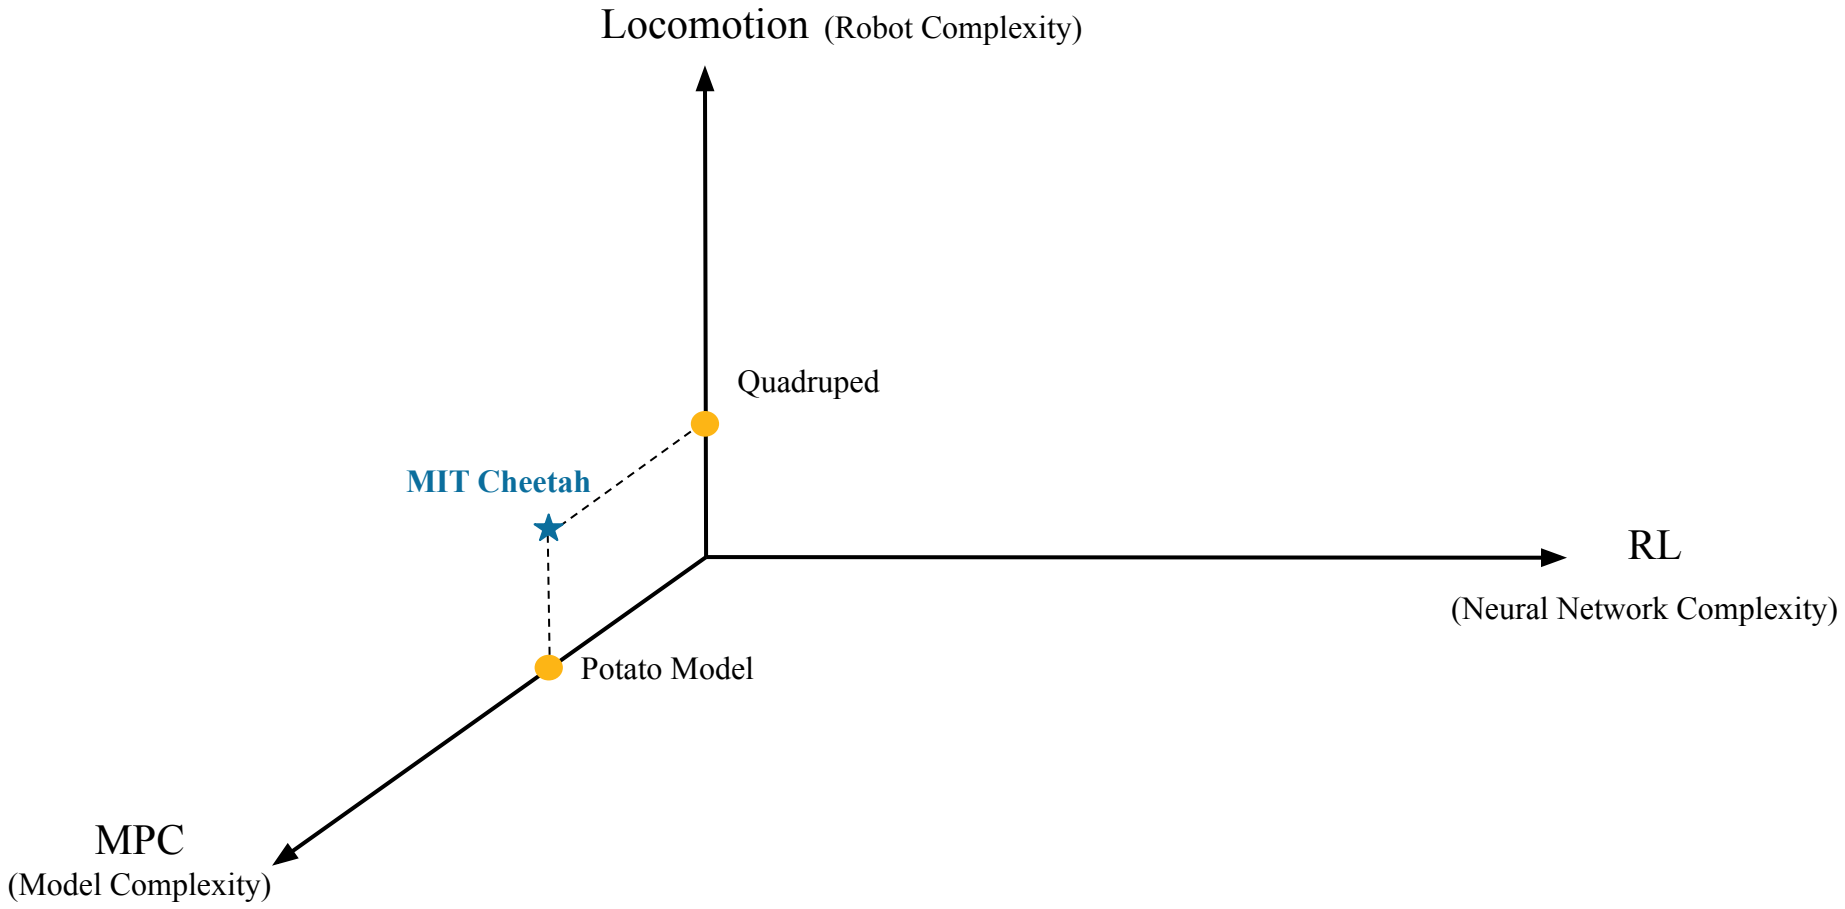 Locomotion (Robot Complexity)
Quadruped
MIT Cheetah
RL
(Neural Network Complexity)
Potato Model
MPC
(Model Complexity)